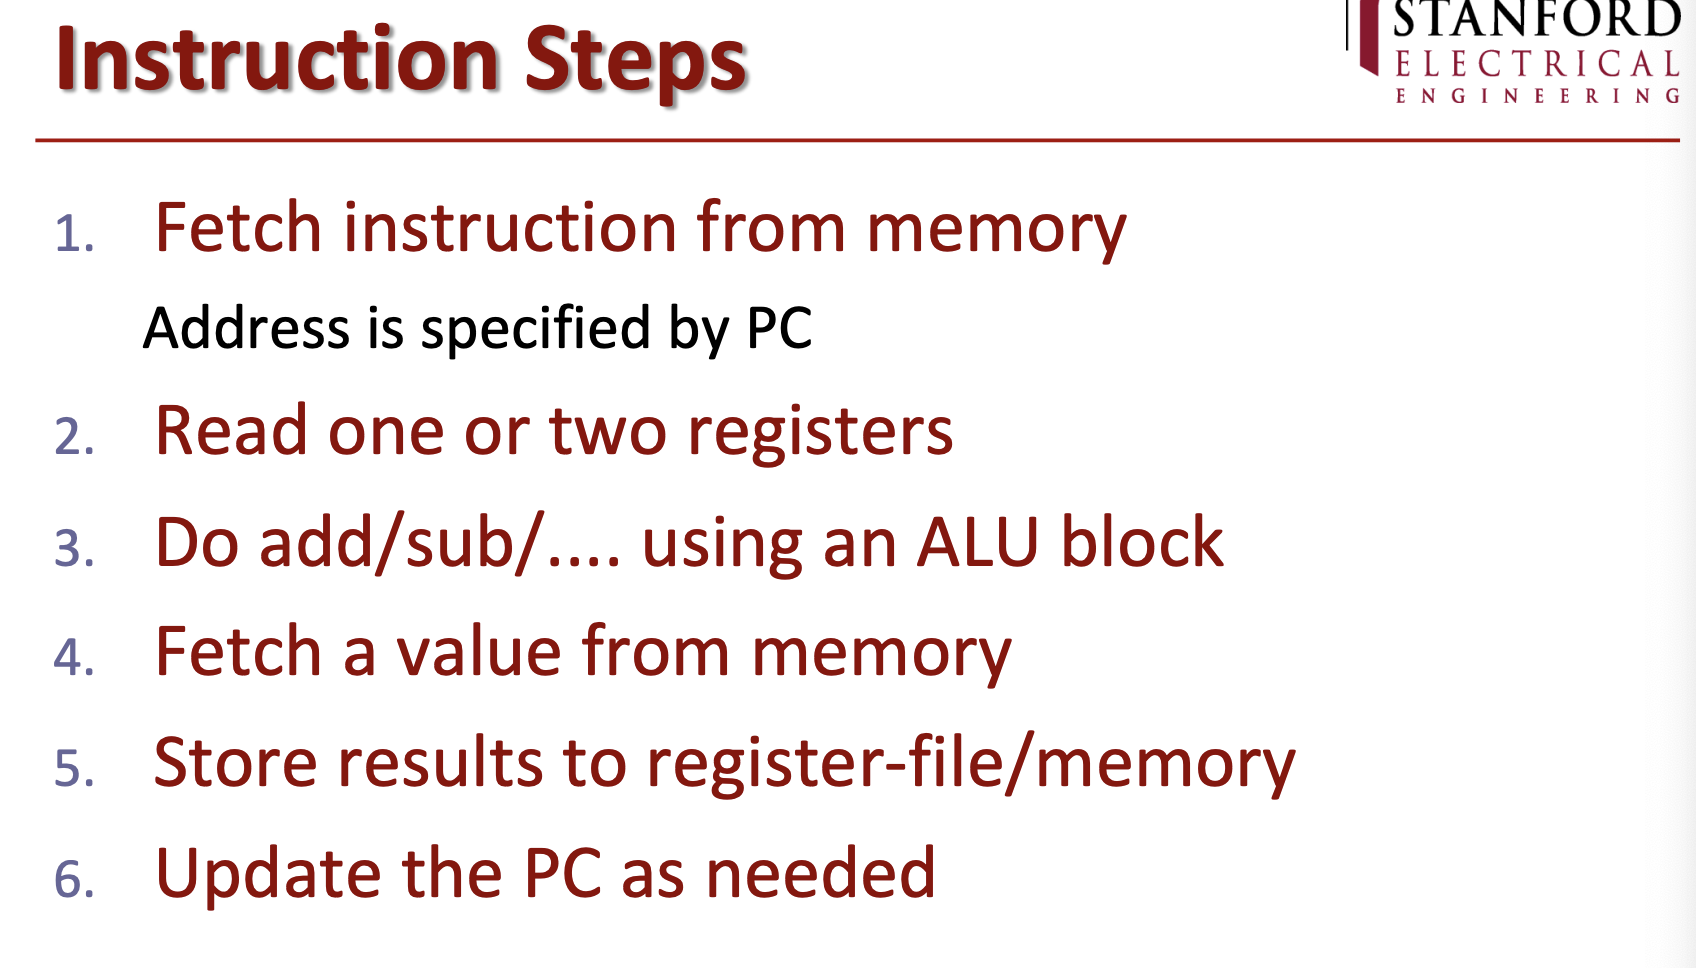 Instruction Steps
STANFORD
ELECTRICAL
ENGINEERING
1. Fetch instruction from memory
Address is specified by PC
2. Read one or two registers
3. Do add/sub/.... using an ALU block
4. Fetch a value from memory
5. Store results to register-file/memory
6. Update the PC as needed